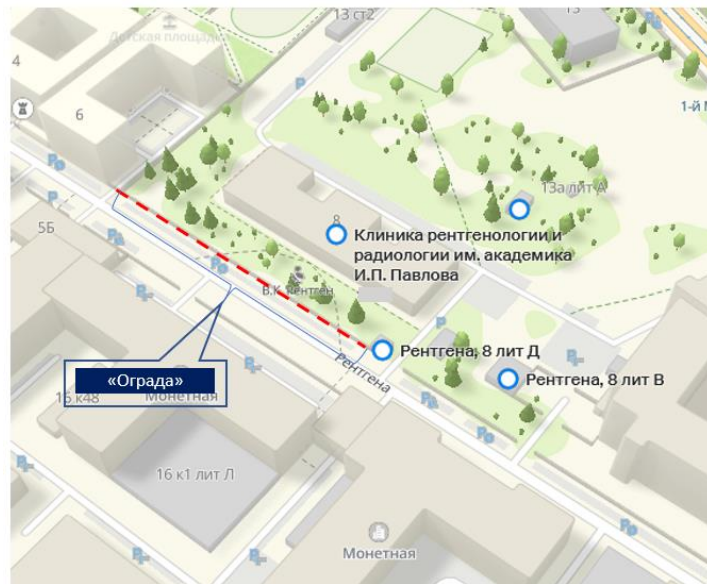 13 ст2
13
Детская площадка
4
6
1-й М
13а лит А
8
Клиника рентгенологии и
радиологии им. академика
И.П. Павлова
5Б
В.К. Рентген
Рентгена, 8 лит Д
Рентгена
«Ограда»
Рентгена, 8 лит В
16 к48
Монетная
16 к1 лит Л
Монетная